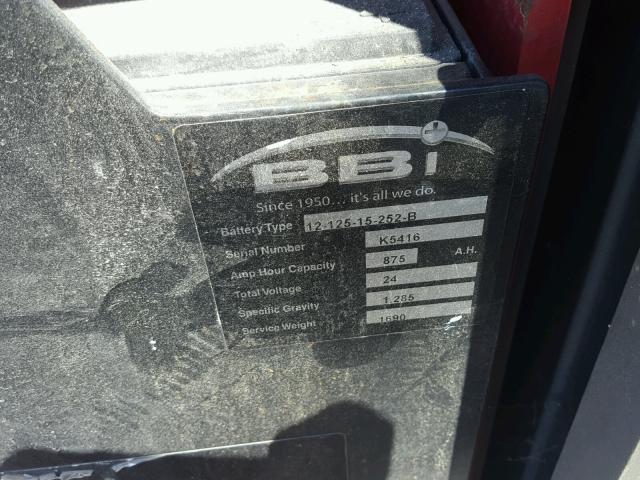 BBi
Since 1950... it's all we do.
Battery Type 12-125-15-252-B
Serial Number K5416
Amp Hour Capacity 875 A.H.
Total Voltage 24
Specific Gravity 1.285
Service Weight 1690